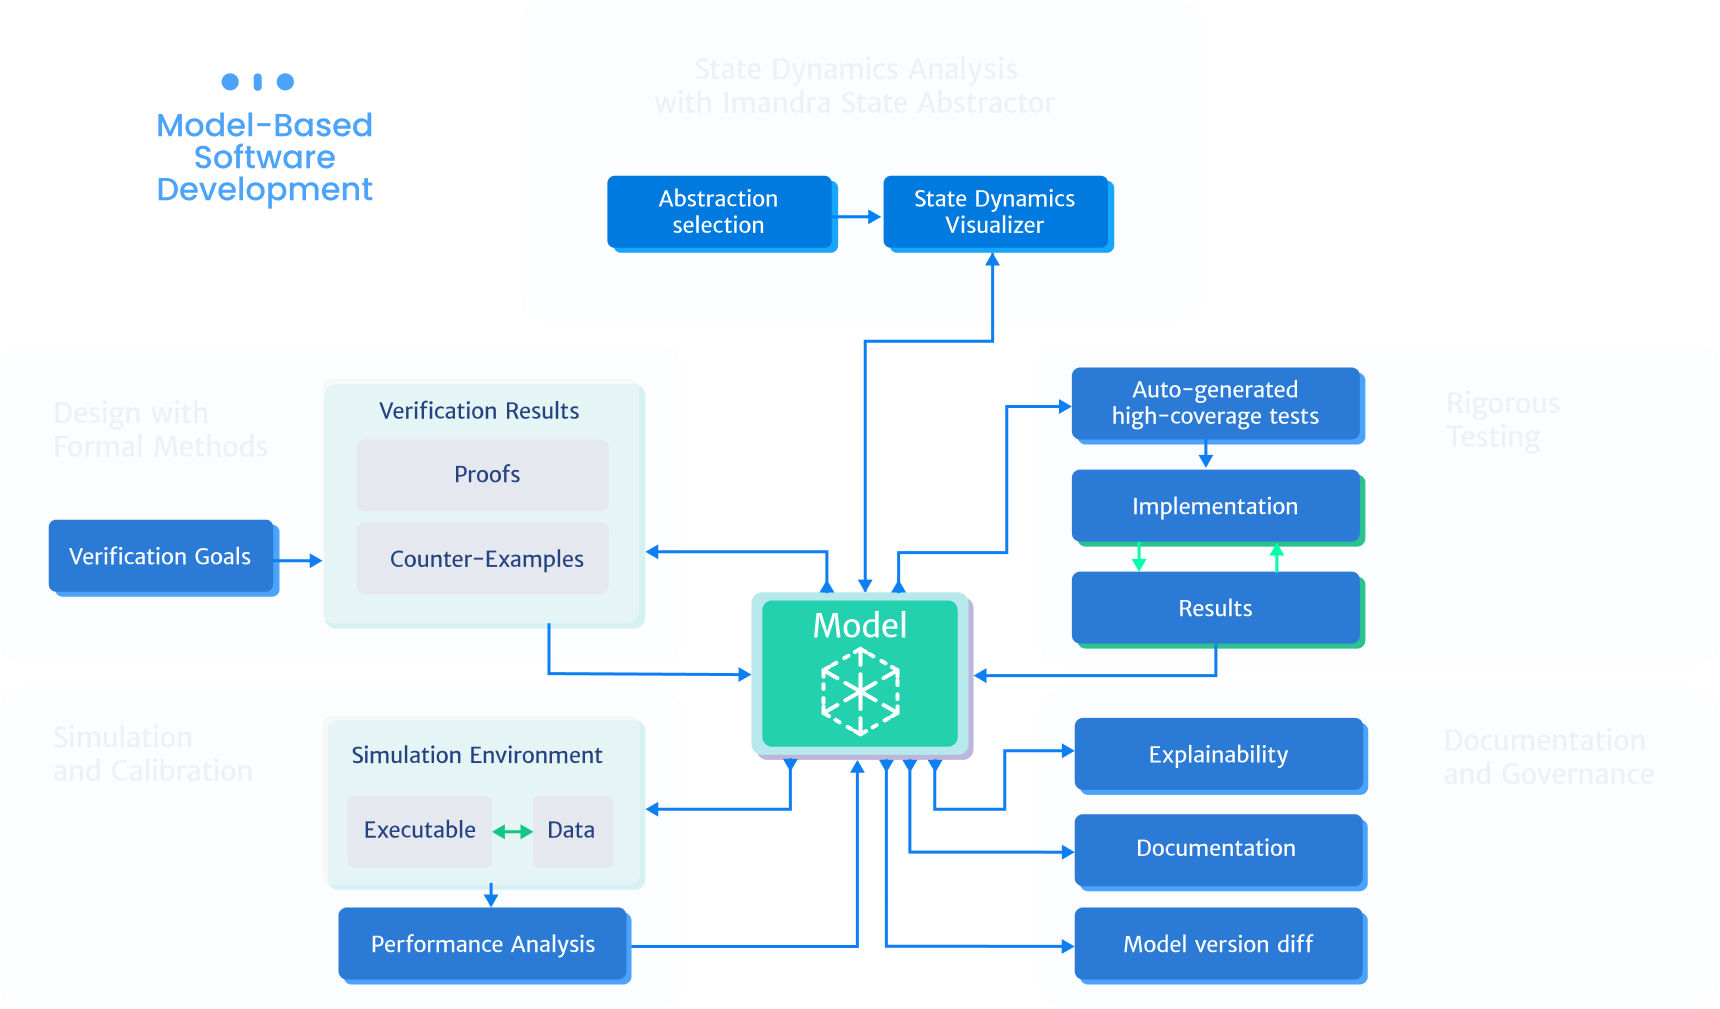 Model-Based
Software
Development
State Dynamics Analysis
with Imandra State Abstractor
Abstraction
selection
State Dynamics
Visualizer
Design with
Formal Methods
Verification Goals
Verification Results
Proofs
Counter-Examples
Auto-generated
high-coverage tests
Implementation
Results
Rigorous
Testing
Model
Simulation
and Calibration
Simulation Environment
Executable
Data
Performance Analysis
Explainability
Documentation
Model version diff
Documentation
and Governance